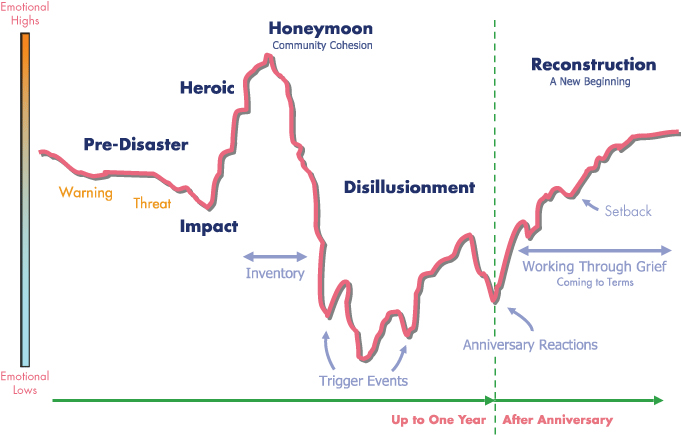 Emotional
Highs
Honeymoon
Community Cohesion
Reconstruction
A New Beginning
Heroic
Pre-Disaster
Warning
Threat
Disillusionment
Setback
Impact
Inventory
Working Through Grief
Coming to Terms
Anniversary Reactions
Trigger Events
Emotional
Lows
Up to One Year
After Anniversary